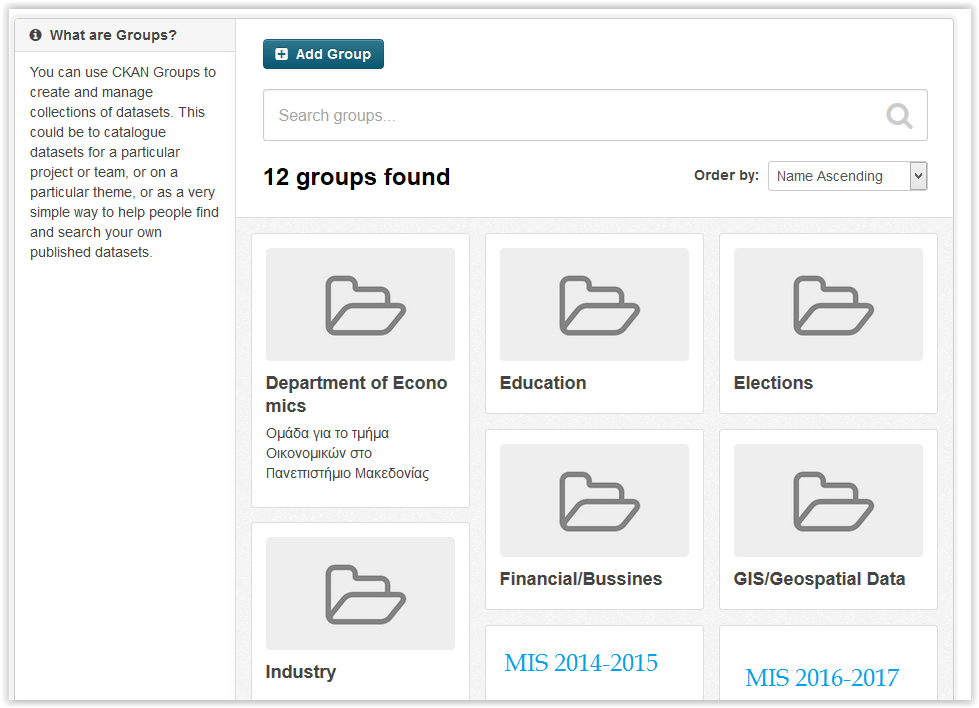 What are Groups?
You can use CKAN Groups to
create and manage
collections of datasets. This
could be to catalogue
datasets for a particular
project or team, or on a
particular theme, or as a very
simple way to help people find
and search your own
published datasets.
Add Group
Search groups...
12 groups found
Order by:
Name Ascending
Department of Econo
mics
Ομάδα για το τμήμα
Οικονομικών στο
Πανεπιστήμιο Μακεδονίας
Education
Elections
Financial/Bussines
GIS/Geospatial Data
Industry
MIS 2014-2015
MIS 2016-2017